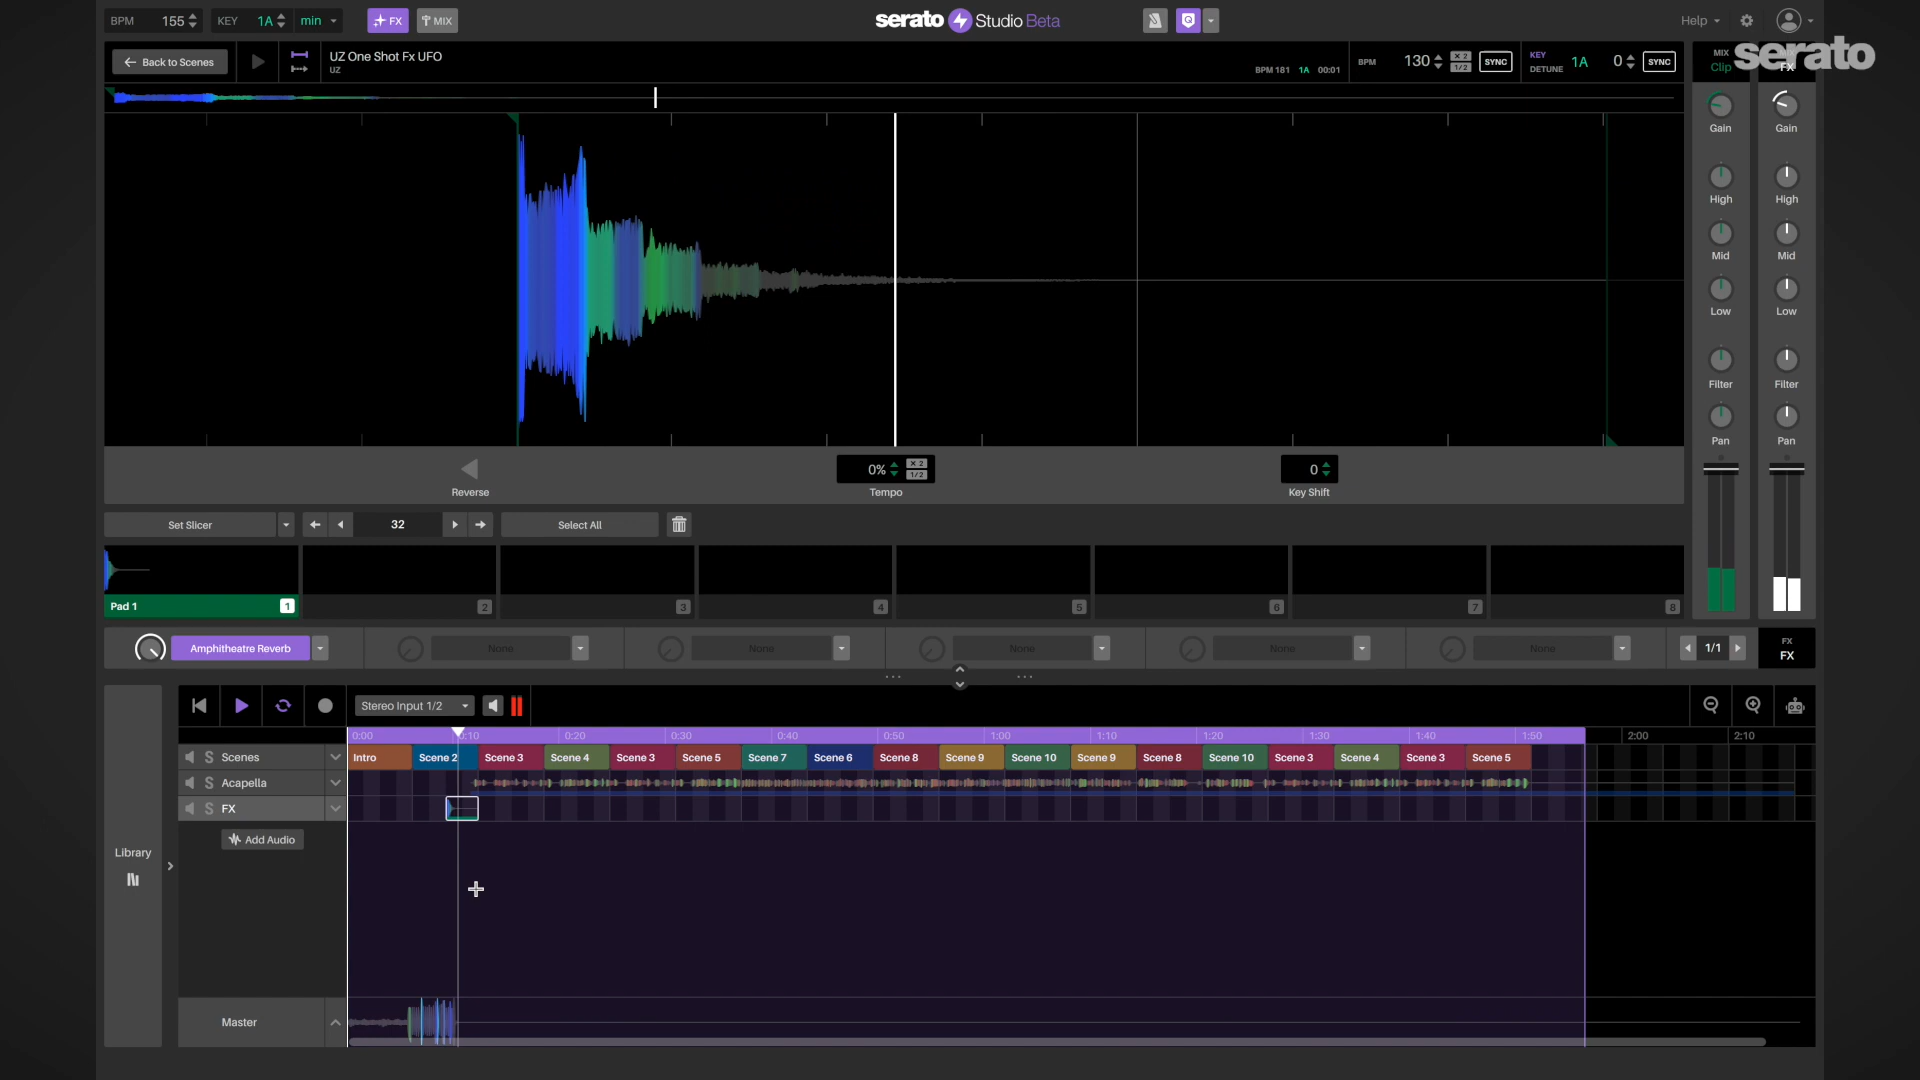 BPM 155 KEY 1A min FX MIX serato Studio Beta Help
Back to Scenes UZ One Shot Fx UFO
UZ
BPM 181 1A 00:01 BPM 130 x 2 1/2 SYNC KEY DETUNE 1A 0 SYNC MIX Clip FX
serato
Gain Gain
High High
Mid Mid
Low Low
Filter Filter
Pan Pan
0% x 2 1/2 0
Reverse Tempo Key Shift
Set Slicer 32 Select All
Pad 1 1 2 3 4 5 6 7 8
Amphitheatre Reverb None None None None None 1/1 FX FX
Library
Stereo Input 1/2
0:00 0:10 0:20 0:30 0:40 0:50 1:00 1:10 1:20 1:30 1:40 1:50 2:00 2:10
S Scenes Intro Scene 2 Scene 3 Scene 4 Scene 3 Scene 5 Scene 7 Scene 6 Scene 8 Scene 9 Scene 10 Scene 9 Scene 8 Scene 10 Scene 3 Scene 4 Scene 3 Scene 5
S Acapella
S FX
Add Audio
Master